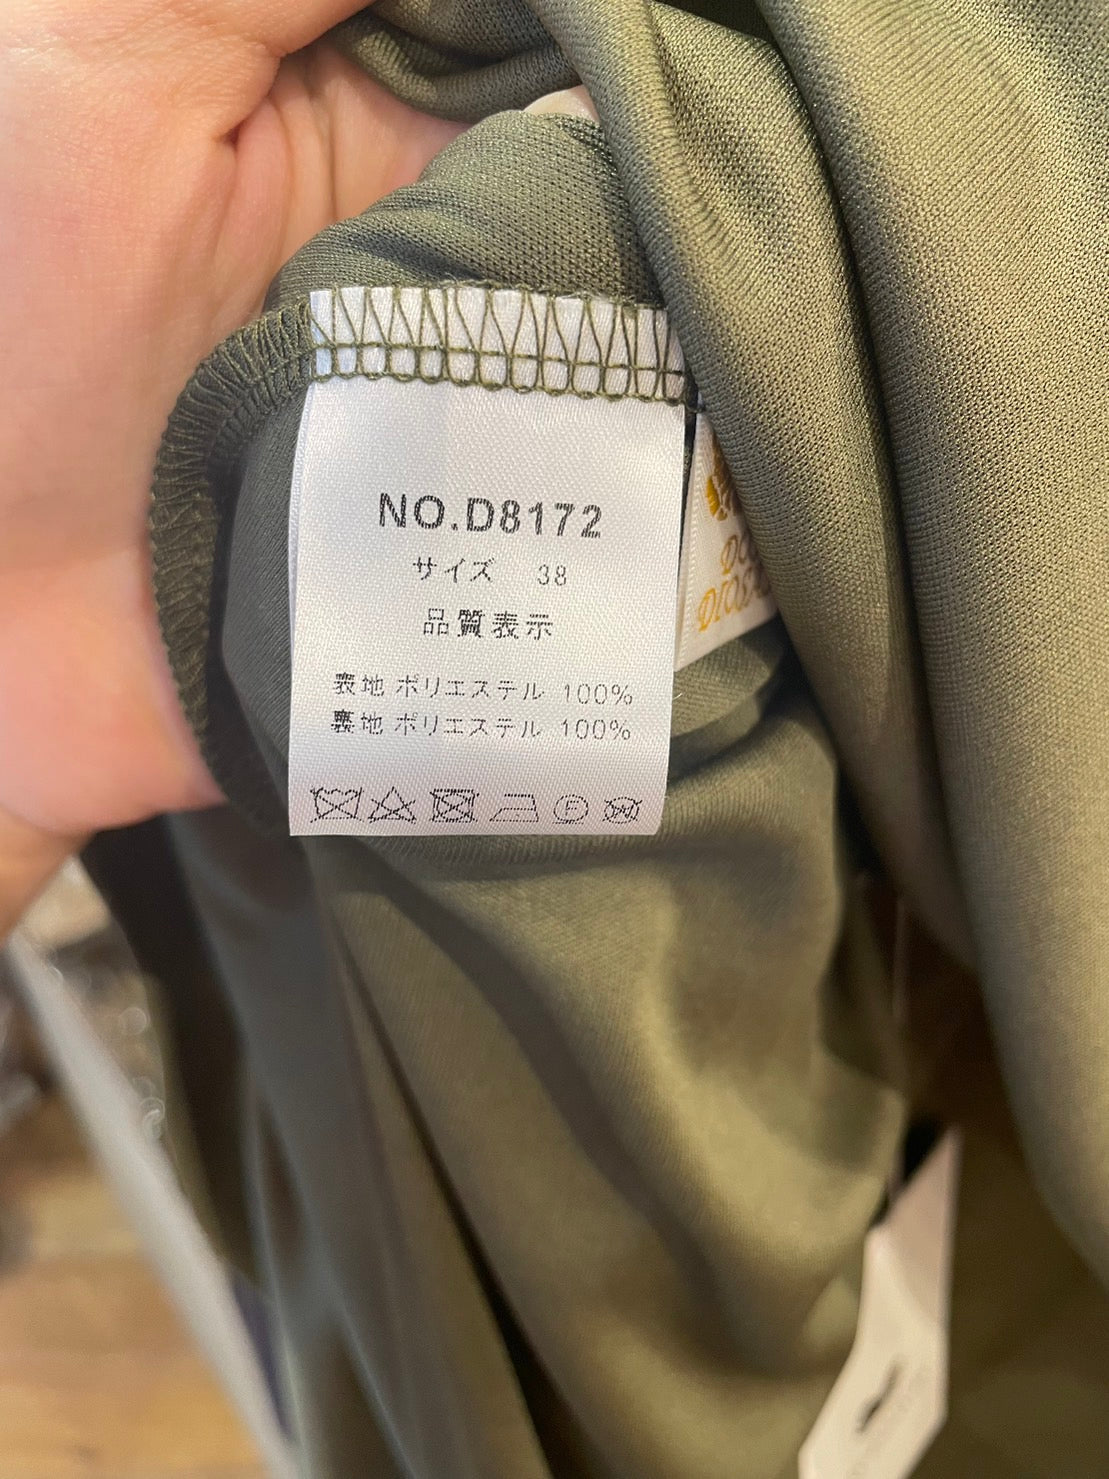 NO.D8172
サイズ 38
品質表示
表地 ポリエステル 100%
裏地 ポリエステル 100%
F
W